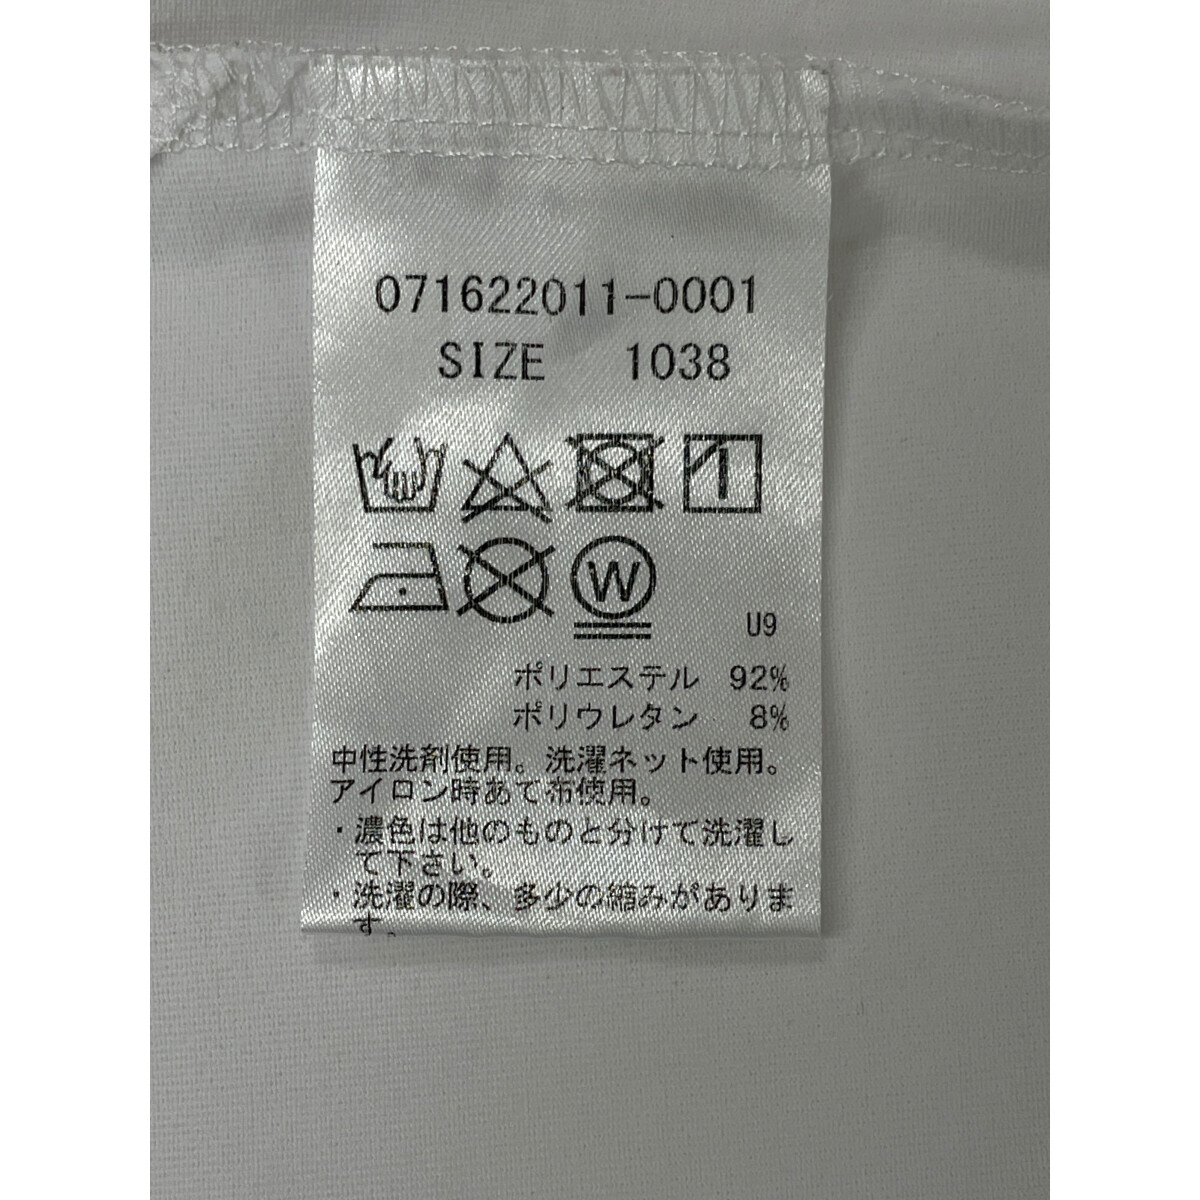 071622011-0001
SIZE 1038
W
U9
ポリエステル 92%
ポリウレタン 8%
中性洗剤使用。洗濯ネット使用。
アイロン時あて布使用。
・濃色は他のものと分けて洗濯し
て下さい。
・洗濯の際、多少の縮みがありま
す。